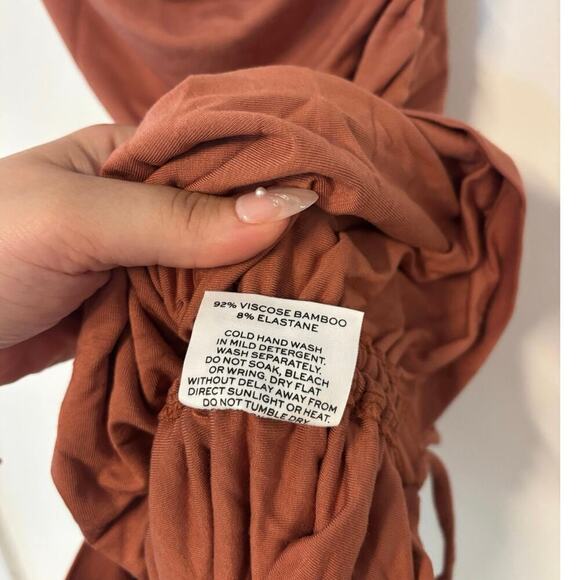 92% VISCOSE BAMBOO
8% ELASTANE
COLD HAND WASH
IN MILD DETERGENT.
WASH SEPARATELY.
DO NOT SOAK, BLEACH
OR WRING. DRY FLAT
WITHOUT DELAY AWAY FROM
DIRECT SUNLIGHT OR HEAT.
DO NOT TUMBLE DRY